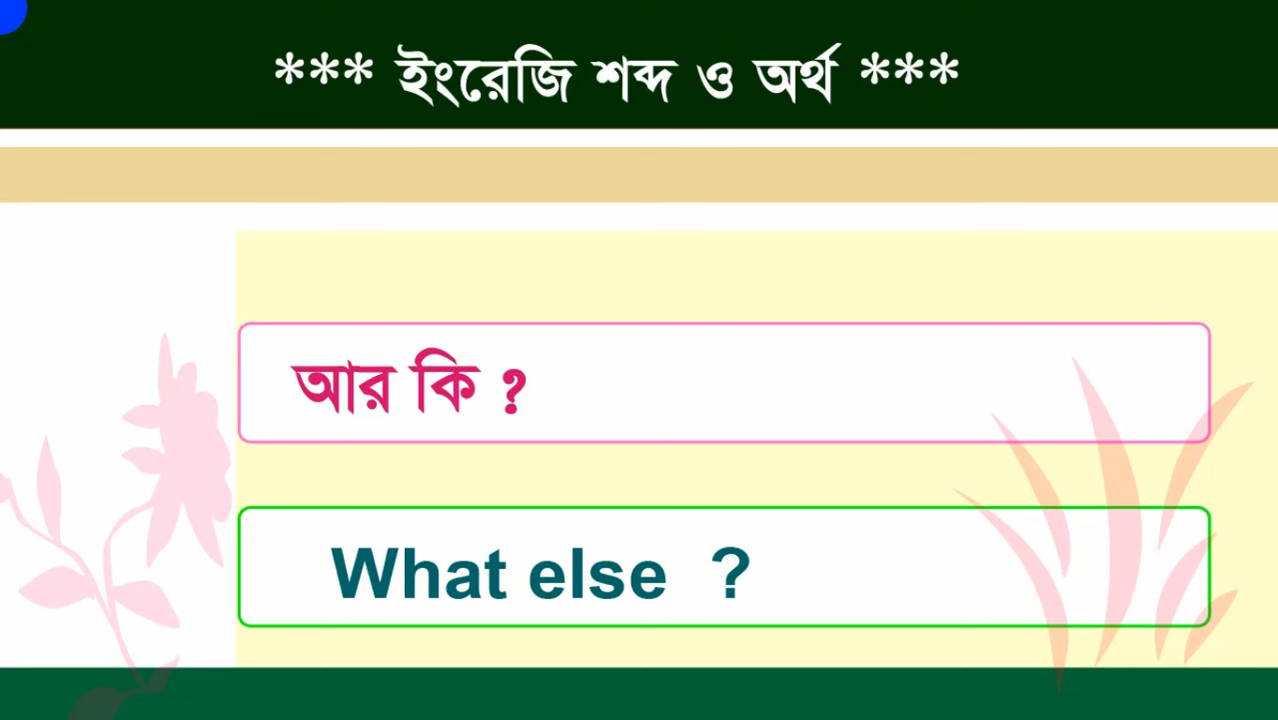 *** ইংরেজি শব্দ ও অর্থ ***
আর কি ?
What else ?